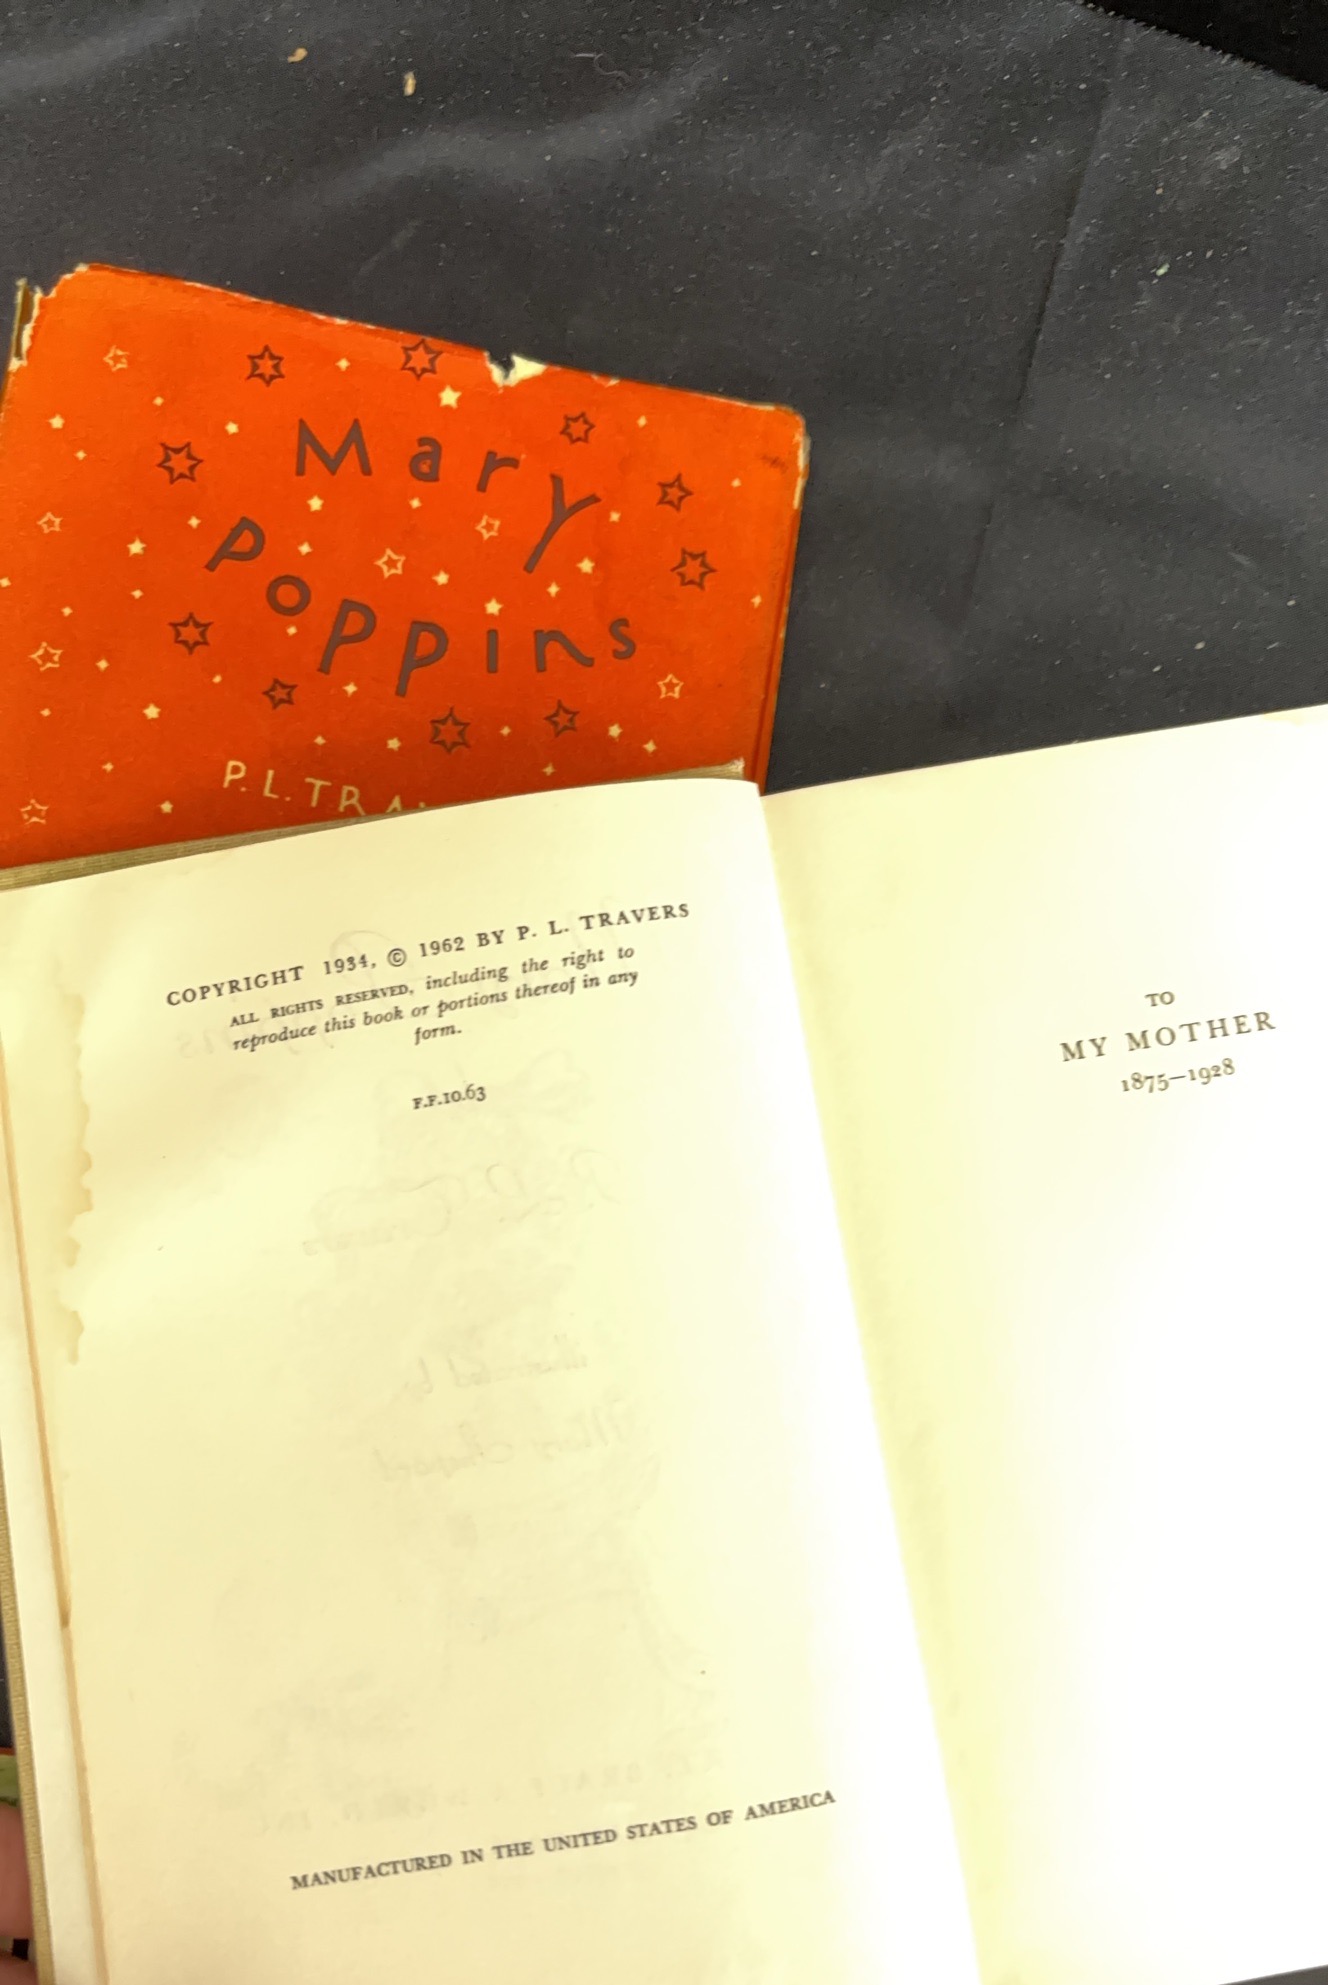 Mary
Poppins
P.L.TRA
COPYRIGHT 1934, © 1962 BY P. L. TRAVERS
ALL RIGHTS RESERVED, including the right to
reproduce this book or portions thereof in any
form.
F.F.10.63
MANUFACTURED IN THE UNITED STATES OF AMERICA
TO
MY MOTHER
1875–1928